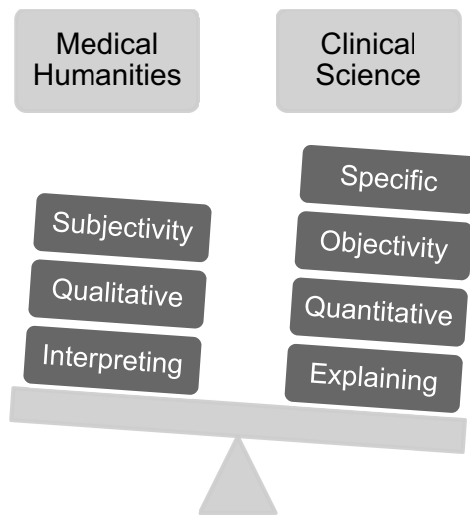 Medical
Humanities
Clinical
Science
Subjectivity
Qualitative
Interpreting
Specific
Objectivity
Quantitative
Explaining